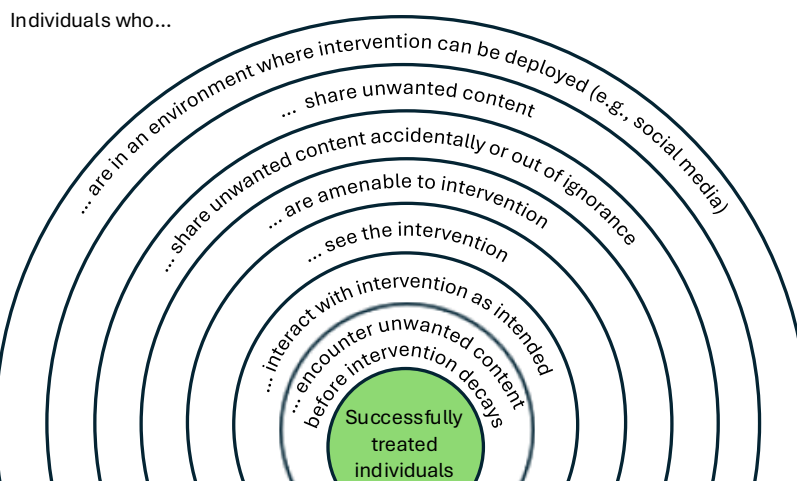 Individuals who...
... are in an environment where intervention can be deployed (e.g., social media)
... share unwanted content
... share unwanted content accidentally or out of ignorance
... are amenable to intervention
... see the intervention
... interact with intervention as intended
... encounter unwanted content
before intervention decays
Successfully
treated
individuals